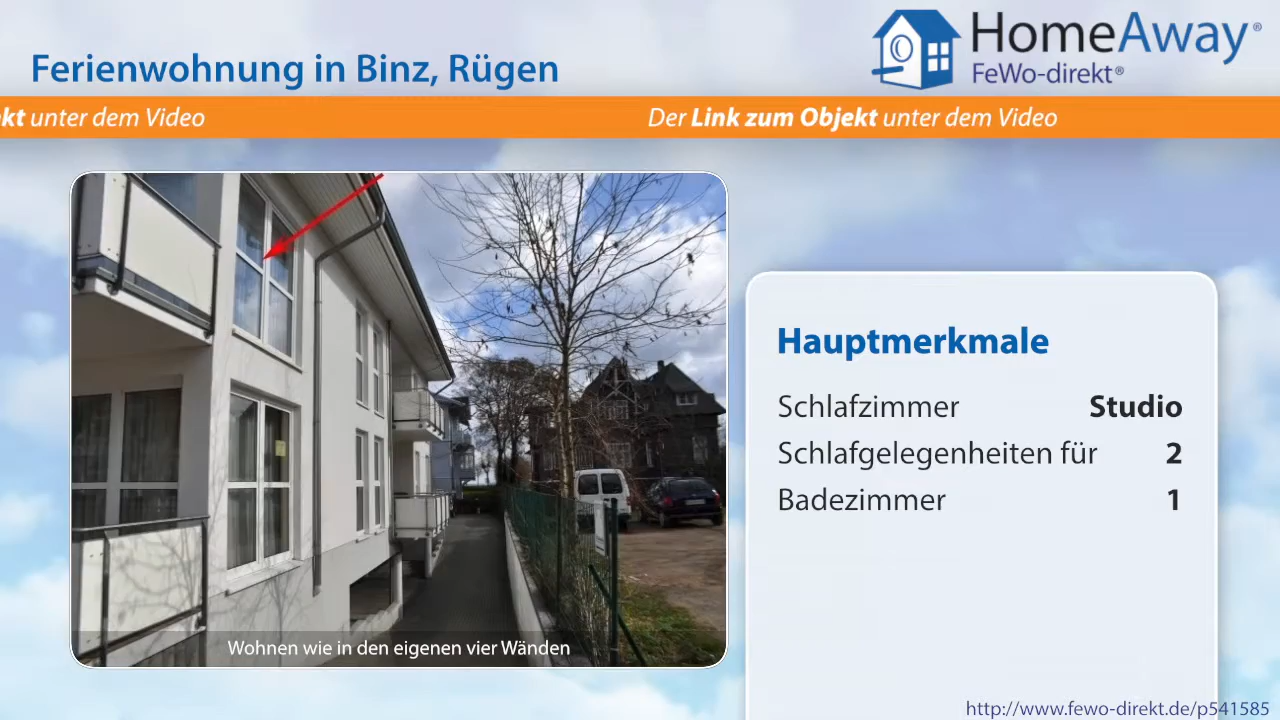 HomeAway®
FeWo-direkt®
Ferienwohnung in Binz, Rügen
kt unter dem Video
Der Link zum Objekt unter dem Video
Hauptmerkmale
Schlafzimmer Studio
Schlafgelegenheiten für 2
Badezimmer 1
Wohnen wie in den eigenen vier Wänden
http://www.fewo-direkt.de/p541585